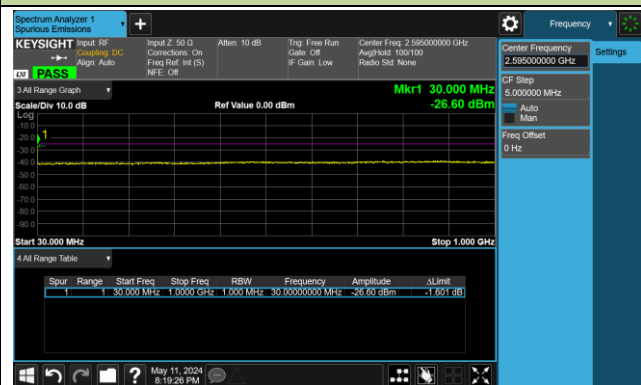 Spectrum Analyzer 1
Spurious Emissions
Frequency
KEYSIGHT
Input: RF
Coupling: DC
Align: Auto
Input Z: 50 Ω
Corrections: On
Freq Ref: Int (S)
NFE: Off
Atten: 10 dB
Trig: Free Run
Gate: Off
IF Gain: Low
Center Freq: 2.595000000 GHz
Avg|Hold: 100/100
Radio Std: None
LXI PASS
Center Frequency
2.595000000 GHz
Settings
CF Step
5.000000 MHz
Auto
Man
Freq Offset
0 Hz
3 All Range Graph
Mkr1 30.000 MHz
-26.60 dBm
Scale/Div 10.0 dB
Ref Value 0.00 dBm
Log
-10.0
-20.0
1
-30.0
-40.0
-50.0
-60.0
-70.0
-80.0
-90.0
Start 30.000 MHz
Stop 1.000 GHz
4 All Range Table
Spur Range Start Freq Stop Freq RBW Frequency Amplitude ΔLimit
1 1 30.000 MHz 1.0000 GHz 1.000 MHz 30.00000000 MHz -26.60 dBm -1.601 dB
?
May 11, 2024
8:19:26 PM